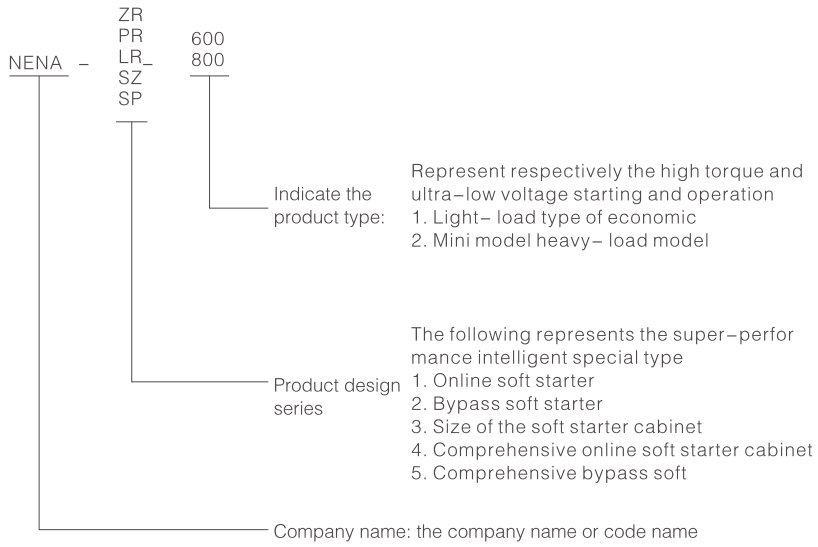 ZR
PR
LR_
SZ
SP
600
800
NENA –
Indicate the
product type:
Represent respectively the high torque and
ultra–low voltage starting and operation
1. Light– load type of economic
2. Mini model heavy– load model
Product design
series
The following represents the super–perfor
mance intelligent special type
1. Online soft starter
2. Bypass soft starter
3. Size of the soft starter cabinet
4. Comprehensive online soft starter cabinet
5. Comprehensive bypass soft
Company name: the company name or code name